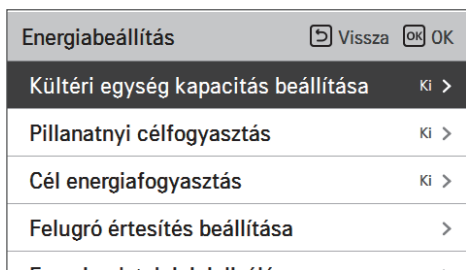 Energiabeállítás Vissza OK OK
Kültéri egység kapacitás beállítása Ki >
Pillanatnyi célfogyasztás Ki >
Cél energiafogyasztás Ki >
Felugró értesítés beállítása >